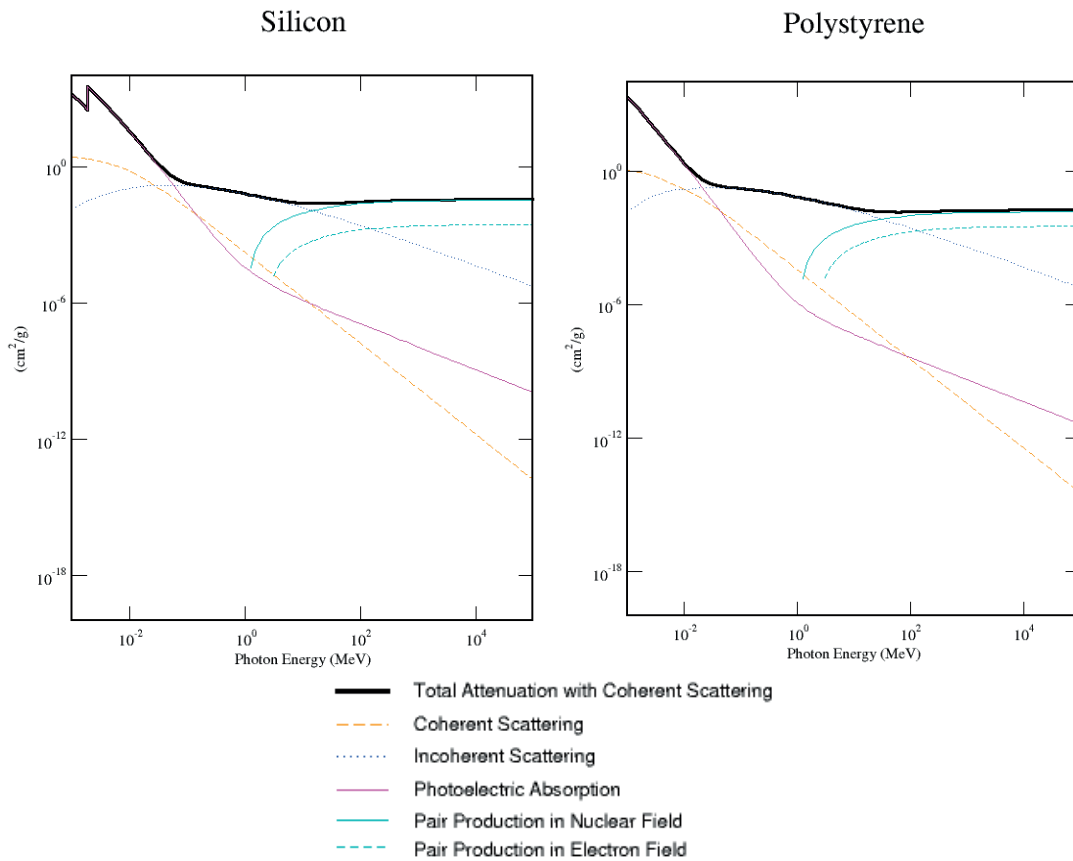 Silicon
Polystyrene
10^0
10^-6
10^-12
10^-18
(cm^2/g)
10^-2
10^0
10^2
10^4
Photon Energy (MeV)
10^0
10^-6
10^-12
10^-18
(cm^2/g)
10^-2
10^0
10^2
10^4
Photon Energy (MeV)
Total Attenuation with Coherent Scattering
Coherent Scattering
Incoherent Scattering
Photoelectric Absorption
Pair Production in Nuclear Field
Pair Production in Electron Field